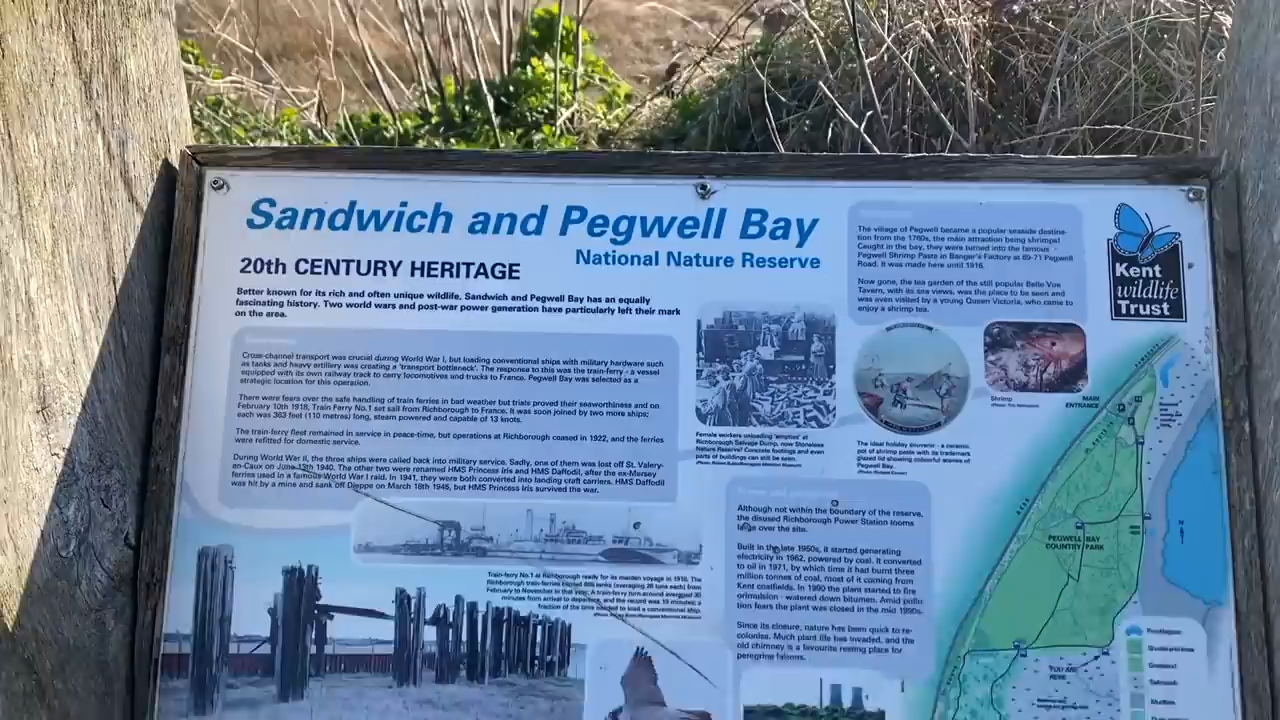 Sandwich and Pegwell Bay
National Nature Reserve
20th CENTURY HERITAGE
Better known for its rich and often unique wildlife, Sandwich and Pegwell Bay has an equally
fascinating history. Two world wars and post-war power generation have particularly left their mark
on the area.
Cross-channel transport was crucial during World War I, but loading conventional ships with military hardware such
as tanks and heavy artillery was creating a 'transport bottleneck'. The response to this was the train-ferry - a vessel
equipped with its own railway track to carry locomotives and trucks to France. Pegwell Bay was selected as a
strategic location for this operation.
There were fears over the safe handling of train ferries in bad weather but trials proved their seaworthiness and on
February 10th 1918, Train Ferry No.1 set sail from Richborough to France. It was soon joined by two more ships;
each was 363 feet (110 metres) long, steam powered and capable of 13 knots.
The train-ferry fleet remained in service in peace-time, but operations at Richborough ceased in 1922, and the ferries
were refitted for domestic service.
During World War II, the three ships were called back into military service. Sadly, one of them was lost off St. Valery-
en-Caux on June 13th 1940. The other two were renamed HMS Princess Iris and HMS Daffodil, after the ex-Mersey
ferries used in a famous World War I raid. In 1941, they were both converted into landing craft carriers. HMS Daffodil
was hit by a mine and sank off Dieppe on March 18th 1945, but HMS Princess Iris survived the war.
Train-ferry No.1 at Richborough ready for its maiden voyage in 1918. The
Richborough train-ferries carried 685 tanks (averaging 28 tons each) from
February to November in that year. A train-ferry turn-around averaged 30
minutes from arrival to departure, and the record was 19 minutes; a
fraction of the time needed to load a conventional ship.
Female workers unloading 'empties' at
Richborough Salvage Dump, now Stonelees
Nature Reserve! Concrete footings and even
parts of buildings can still be seen.
The village of Pegwell became a popular seaside destina-
tion from the 1760s, the main attraction being shrimps!
Caught in the bay, they were turned into the famous
Pegwell Shrimp Paste in Banger's Factory at 69-71 Pegwell
Road. It was made here until 1916.
Now gone, the tea garden of the still popular Belle Vue
Tavern, with its sea views, was the place to be seen and
was even visited by a young Queen Victoria, who came to
enjoy a shrimp tea.
Kent
wildlife
Trust
Shrimp
The ideal holiday souvenir - a ceramic
pot of shrimp paste with its trademark
glazed lid showing colourful scenes of
Pegwell Bay.
Although not within the boundary of the reserve,
the disused Richborough Power Station looms
large over the site.
Built in the late 1950s, it started generating
electricity in 1962, powered by coal. It converted
to oil in 1971, by which time it had burnt three
million tonnes of coal, most of it coming from
Kent coalfields. In 1990 the plant started to fire
orimulsion - watered down bitumen. Amid pollu-
tion fears the plant was closed in the mid 1990s.
Since its closure, nature has been quick to re-
colonise. Much plant life has invaded, and the
old chimney is a favourite resting place for
peregrine falcons.
MAIN
ENTRANCE
PEGWELL BAY
COUNTRY PARK
YOU ARE
HERE